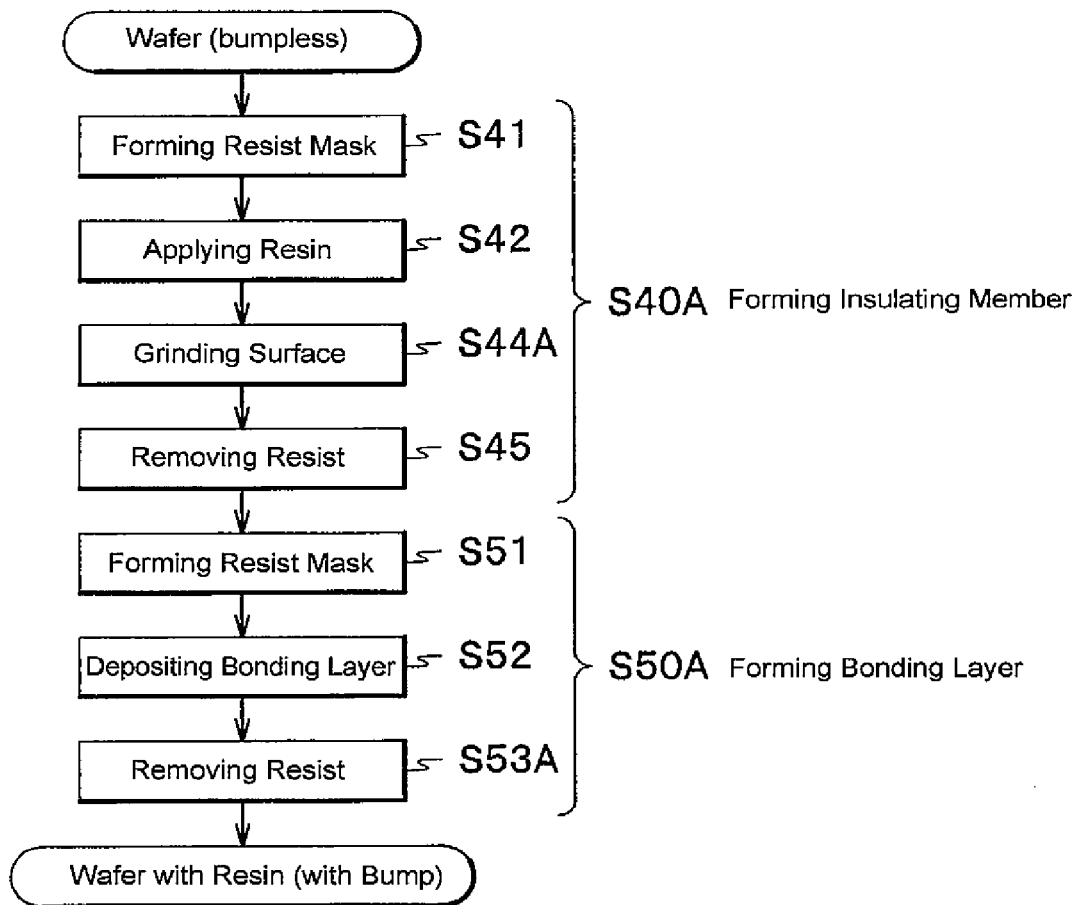 Wafer (bumpless)
Forming Resist Mask
S41
Applying Resin
S42
S40A Forming Insulating Member
Grinding Surface
S44A
Removing Resist
S45
Forming Resist Mask
S51
Depositing Bonding Layer
S52
S50A Forming Bonding Layer
Removing Resist
S53A
Wafer with Resin (with Bump)